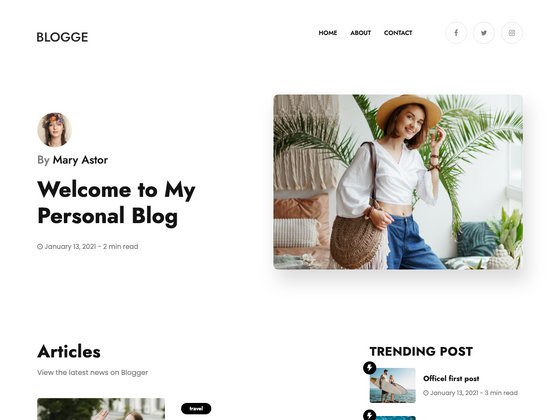 BLOGGE
HOME
ABOUT
CONTACT
By Mary Astor
Welcome to My
Personal Blog
January 13, 2021 - 2 min read
Articles
View the latest news on Blogger
travel
TRENDING POST
Officel first post
January 13, 2021 - 3 min read